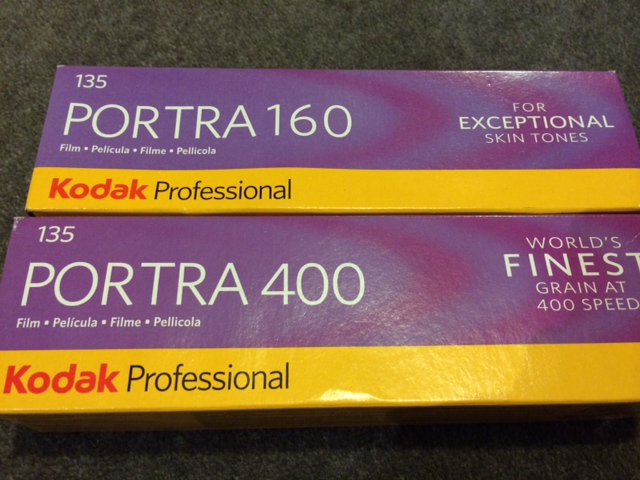 135
PORTRA 160
Film • Película • Filme • Pellicola
FOR
EXCEPTIONAL
SKIN TONES
Kodak Professional
135
PORTRA 400
Film • Película • Filme • Pellicola
WORLD'S
FINEST
GRAIN AT
400 SPEED
Kodak Professional